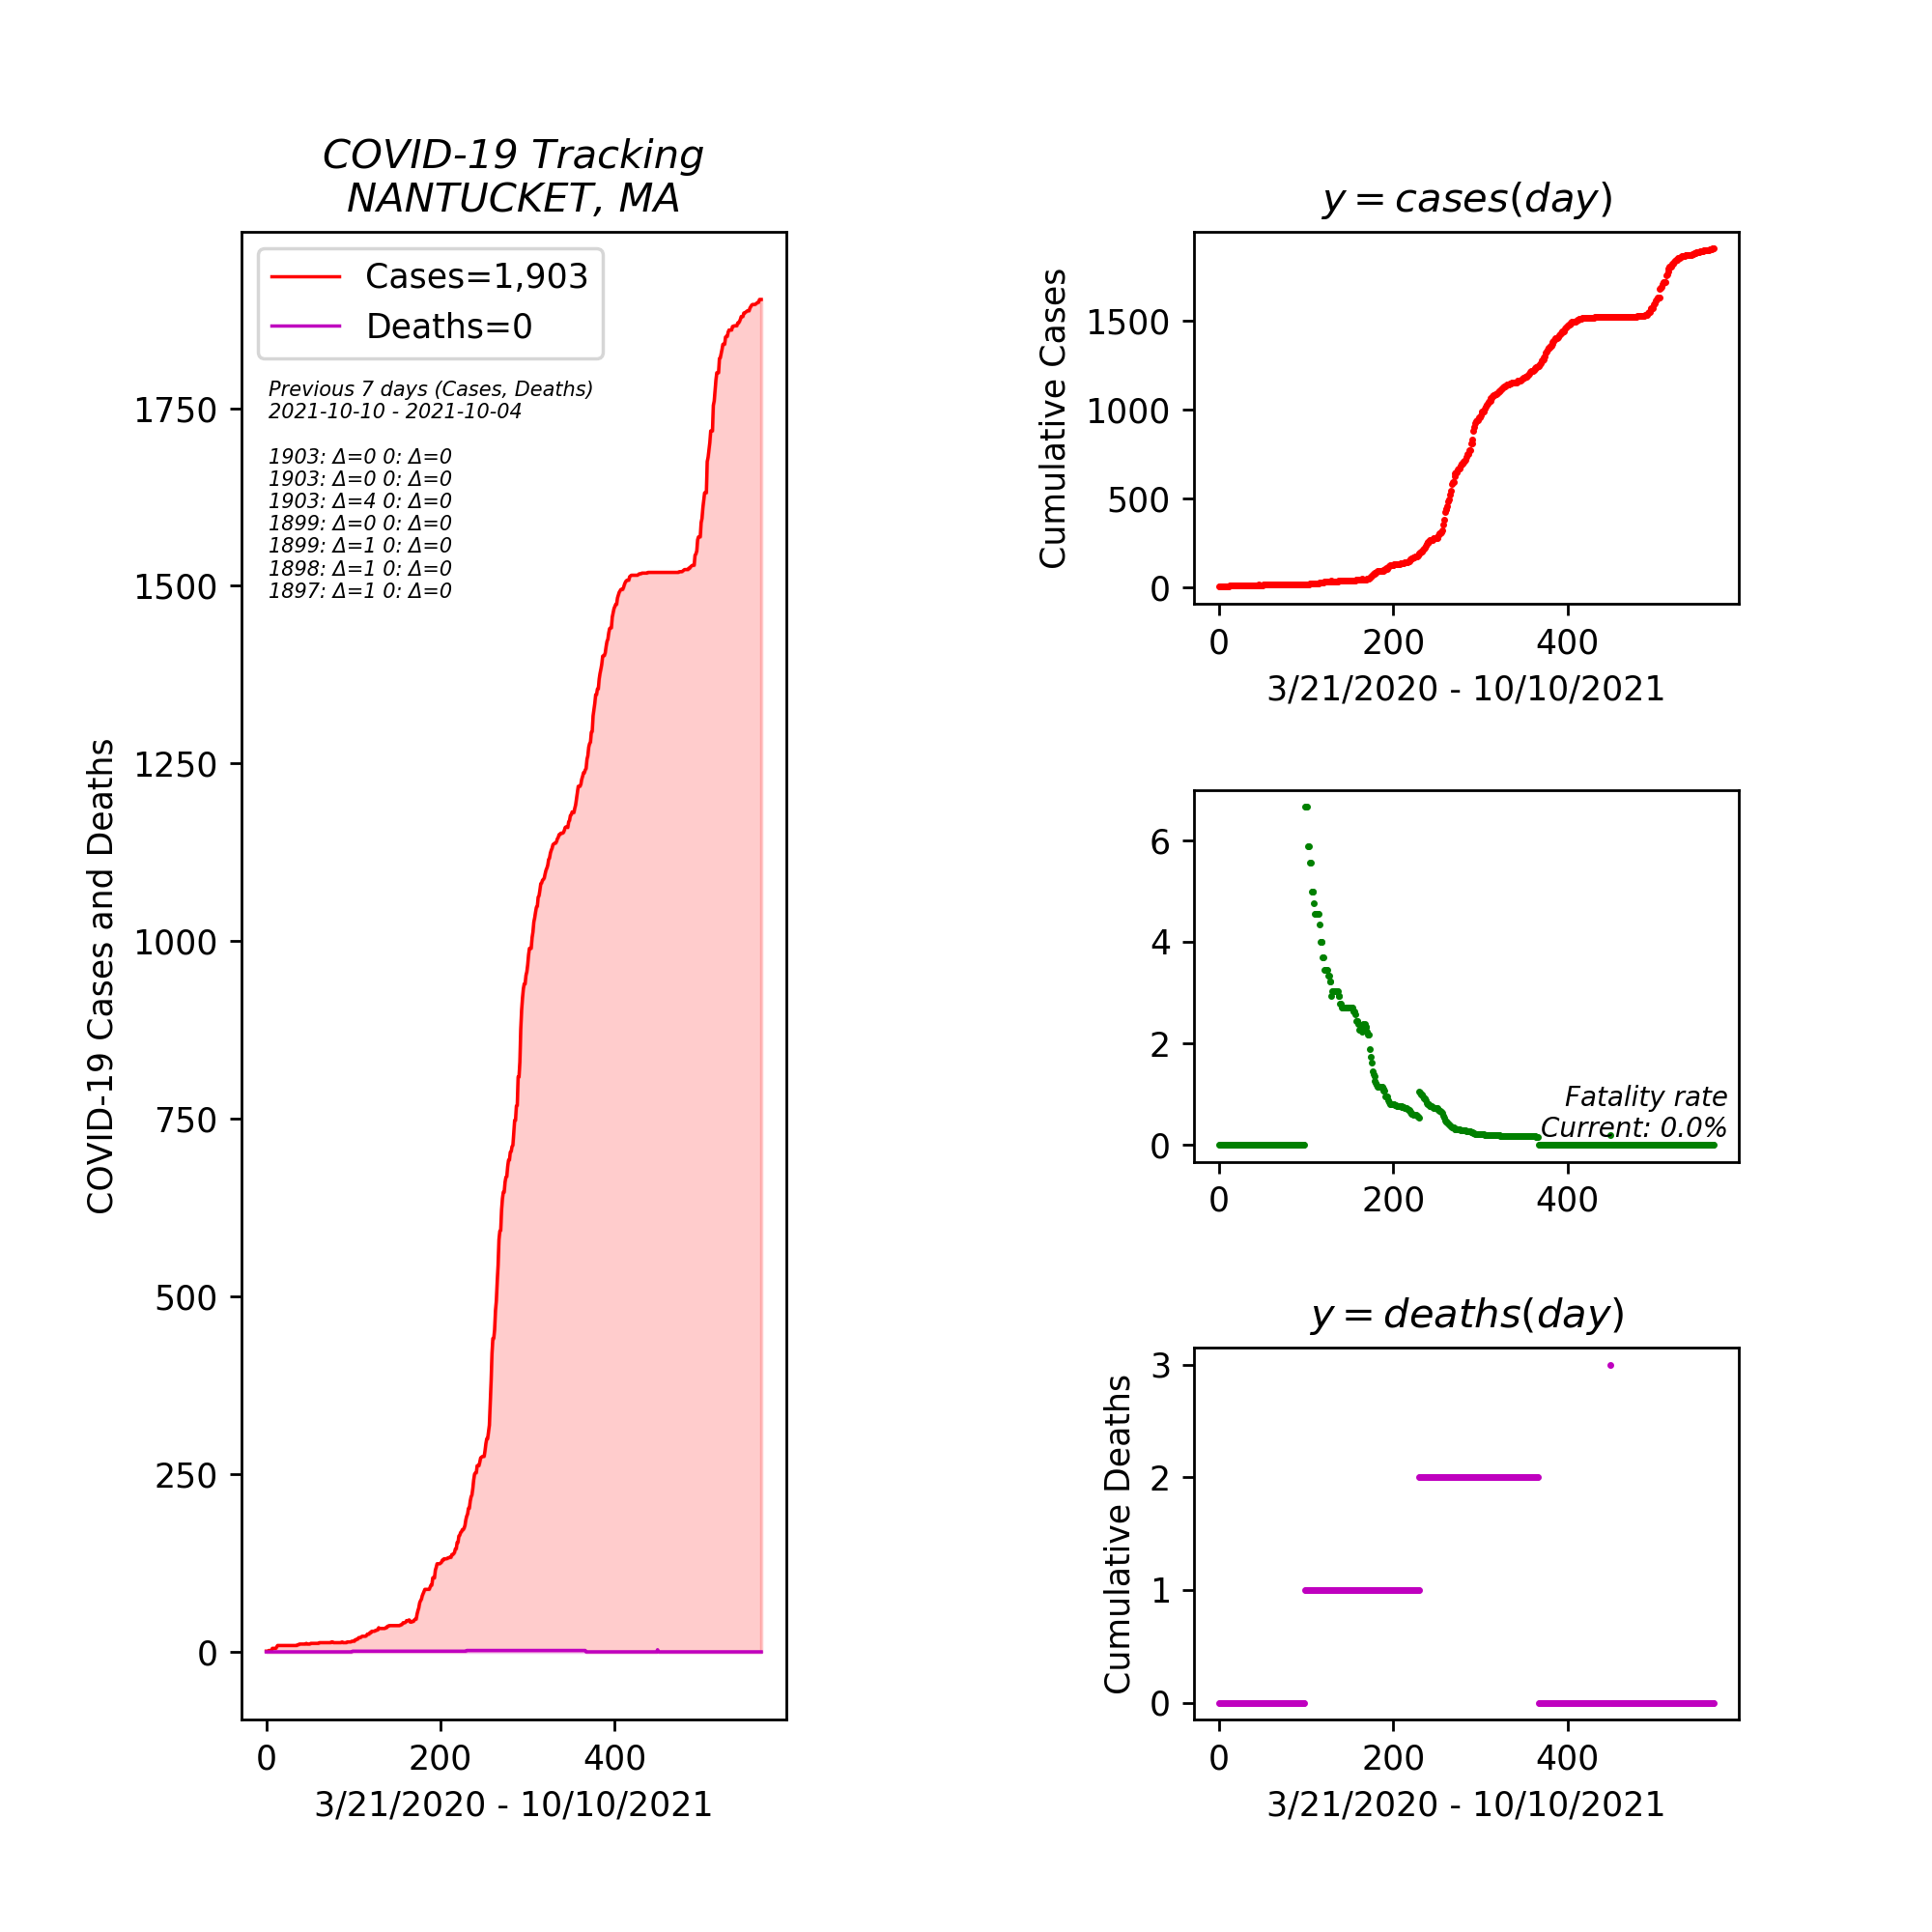 COVID-19 Tracking
NANTUCKET, MA
Cases=1,903
Deaths=0
Previous 7 days (Cases, Deaths)
2021-10-10 - 2021-10-04
1903: Δ=0 0: Δ=0
1903: Δ=0 0: Δ=0
1903: Δ=4 0: Δ=0
1899: Δ=0 0: Δ=0
1899: Δ=1 0: Δ=0
1898: Δ=1 0: Δ=0
1897: Δ=1 0: Δ=0
COVID-19 Cases and Deaths
1750
1500
1250
1000
750
500
250
0
0 200 400
3/21/2020 - 10/10/2021
y = cases(day)
Cumulative Cases
1500
1000
500
0
0 200 400
3/21/2020 - 10/10/2021
6
4
2
0
Fatality rate
Current: 0.0%
0 200 400
y = deaths(day)
Cumulative Deaths
3
2
1
0
0 200 400
3/21/2020 - 10/10/2021